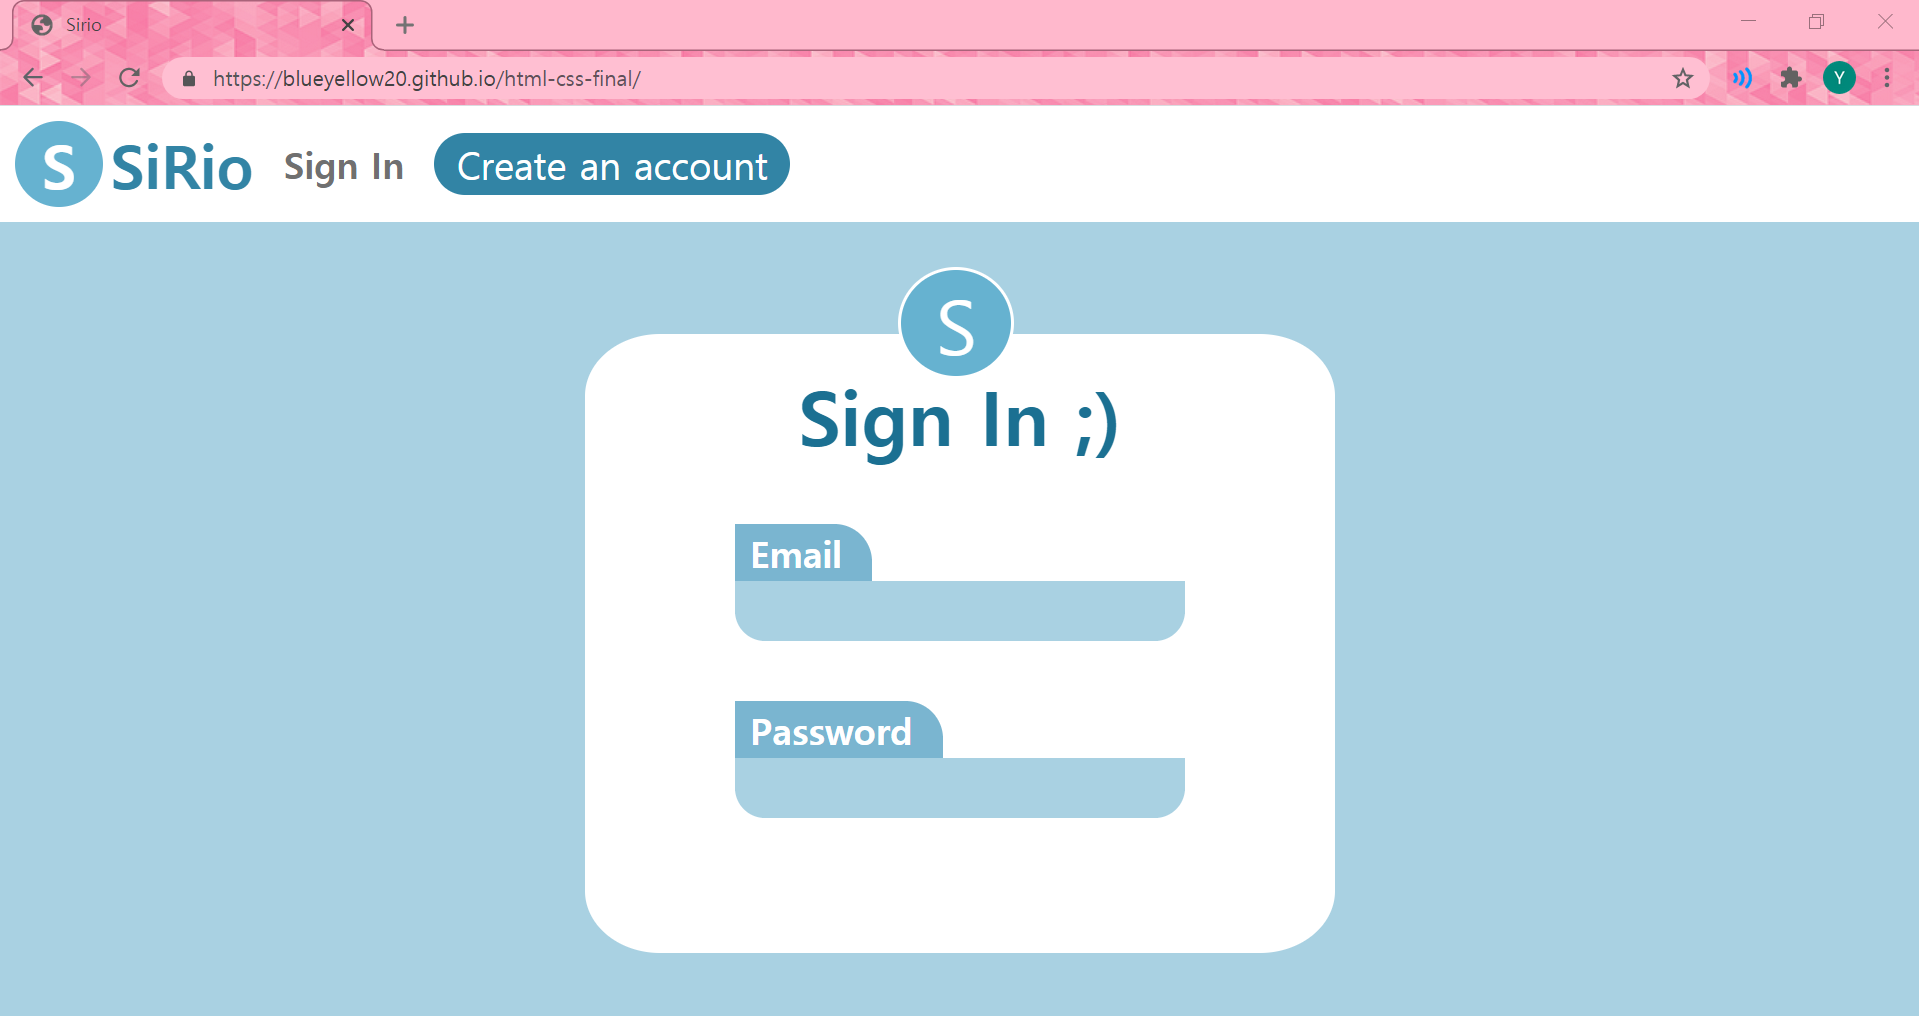 Sirio
https://blueyellow20.github.io/html-css-final/
Y
S SiRio Sign In Create an account
S
Sign In ;)
Email
Password